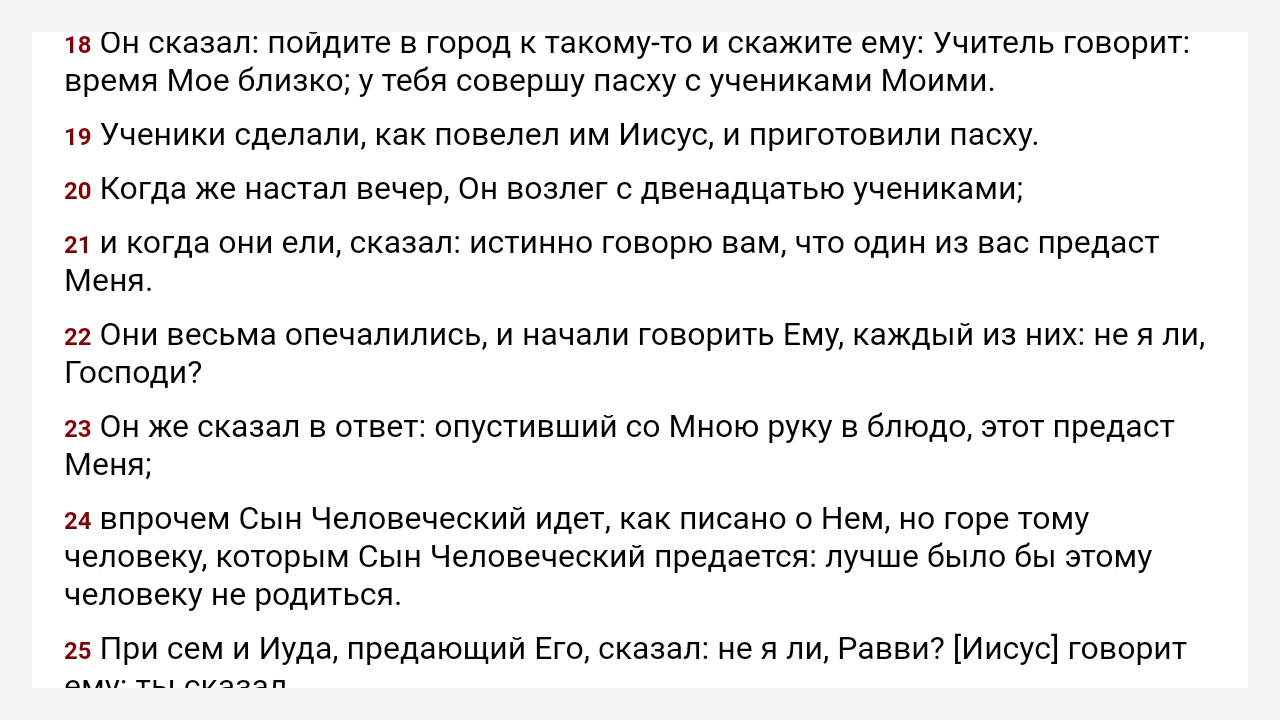 18 Он сказал: пойдите в город к такому-то и скажите ему: Учитель говорит:
время Мое близко; у тебя совершу пасху с учениками Моими.
19 Ученики сделали, как повелел им Иисус, и приготовили пасху.
20 Когда же настал вечер, Он возлег с двенадцатью учениками;
21 и когда они ели, сказал: истинно говорю вам, что один из вас предаст
Меня.
22 Они весьма опечалились, и начали говорить Ему, каждый из них: не я ли,
Господи?
23 Он же сказал в ответ: опустивший со Мною руку в блюдо, этот предаст
Меня;
24 впрочем Сын Человеческий идет, как писано о Нем, но горе тому
человеку, которым Сын Человеческий предается: лучше было бы этому
человеку не родиться.
25 При сем и Иуда, предающий Его, сказал: не я ли, Равви? [Иисус] говорит
ему: ты сказал